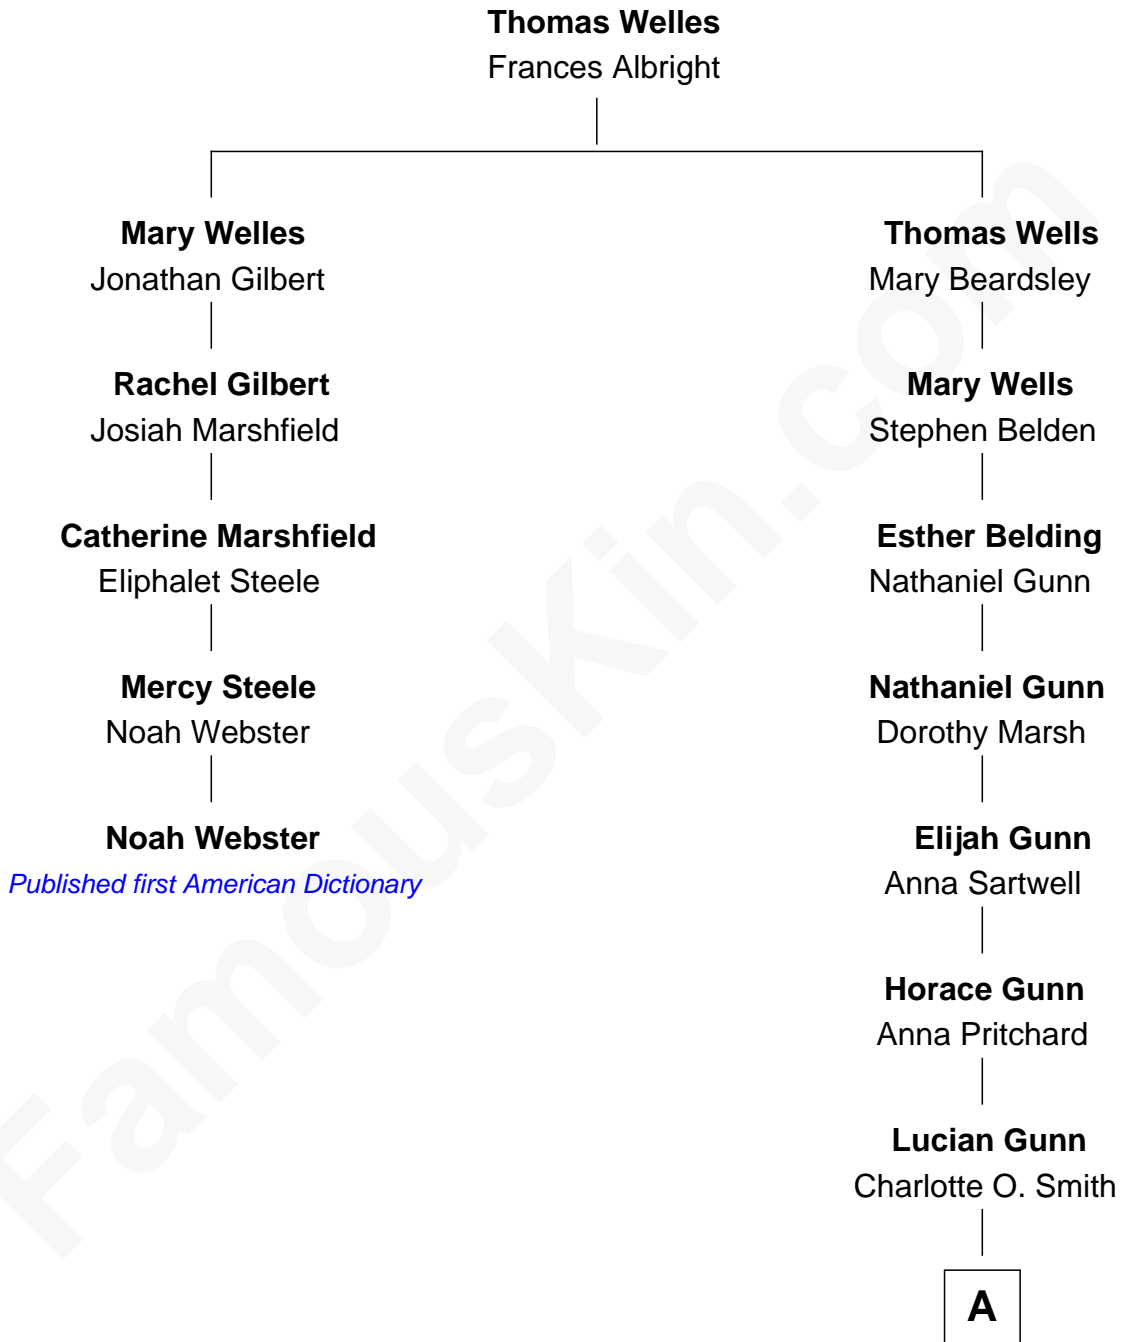 Thomas Welles
Frances Albright
Mary Welles
Jonathan Gilbert
Rachel Gilbert
Josiah Marshfield
Catherine Marshfield
Eliphalet Steele
Mercy Steele
Noah Webster
Noah Webster
Published first American Dictionary
Thomas Wells
Mary Beardsley
Mary Wells
Stephen Belden
Esther Belding
Nathaniel Gunn
Nathaniel Gunn
Dorothy Marsh
Elijah Gunn
Anna Sartwell
Horace Gunn
Anna Pritchard
Lucian Gunn
Charlotte O. Smith
A
FamousKin.com